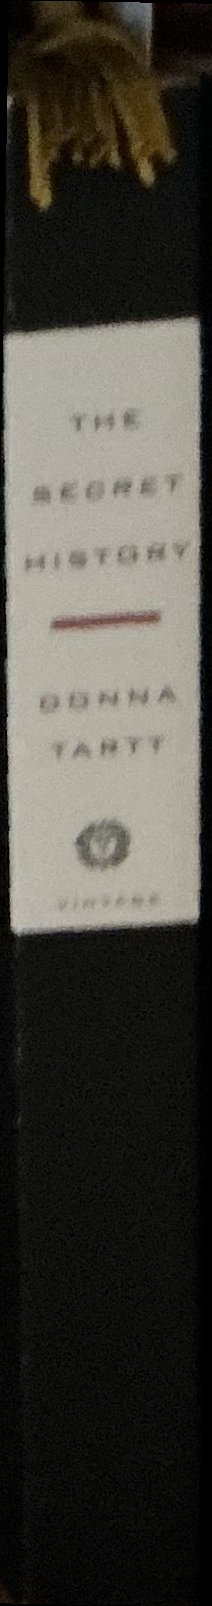 THE
SECRET
HISTORY
DONNA
TARTT
VINTAGE